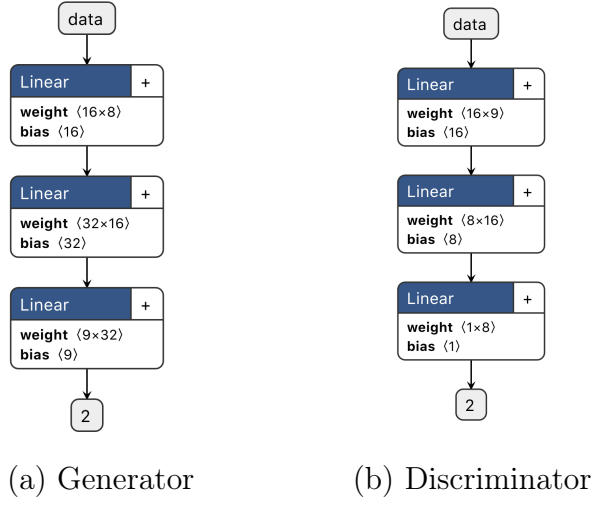 data
Linear +
weight ⟨16×8⟩
bias ⟨16⟩
Linear +
weight ⟨32×16⟩
bias ⟨32⟩
Linear +
weight ⟨9×32⟩
bias ⟨9⟩
2
(a) Generator
data
Linear +
weight ⟨16×9⟩
bias ⟨16⟩
Linear +
weight ⟨8×16⟩
bias ⟨8⟩
Linear +
weight ⟨1×8⟩
bias ⟨1⟩
2
(b) Discriminator